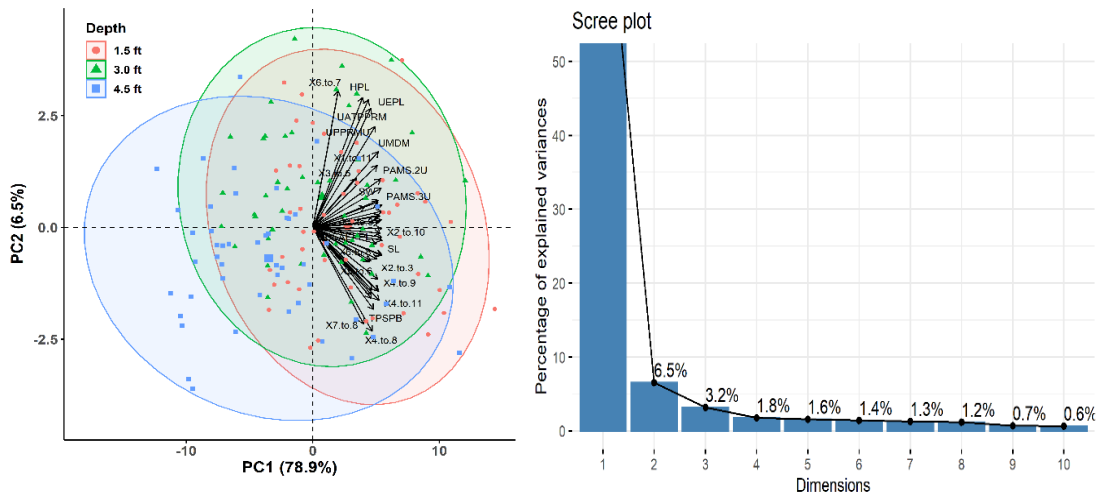 Depth
1.5 ft
3.0 ft
4.5 ft
PC2 (6.5%)
2.5
0.0
-2.5
X6.to.7
HPL
UEPL
UATPPRM
UPPRMU
UMDM
X1.to.11
X3.to.5
PAMS.2U
SW
PAMS.3U
X2.to.10
SL
X2.to.3
X4.to.9
X4.to.11
TPSPB
X7.to.8
X4.to.8
-10
0
10
PC1 (78.9%)
Scree plot
Percentage of explained variances
50
40
30
20
10
0
6.5%
3.2%
1.8%
1.6%
1.4%
1.3%
1.2%
0.7%
0.6%
1
2
3
4
5
6
7
8
9
10
Dimensions